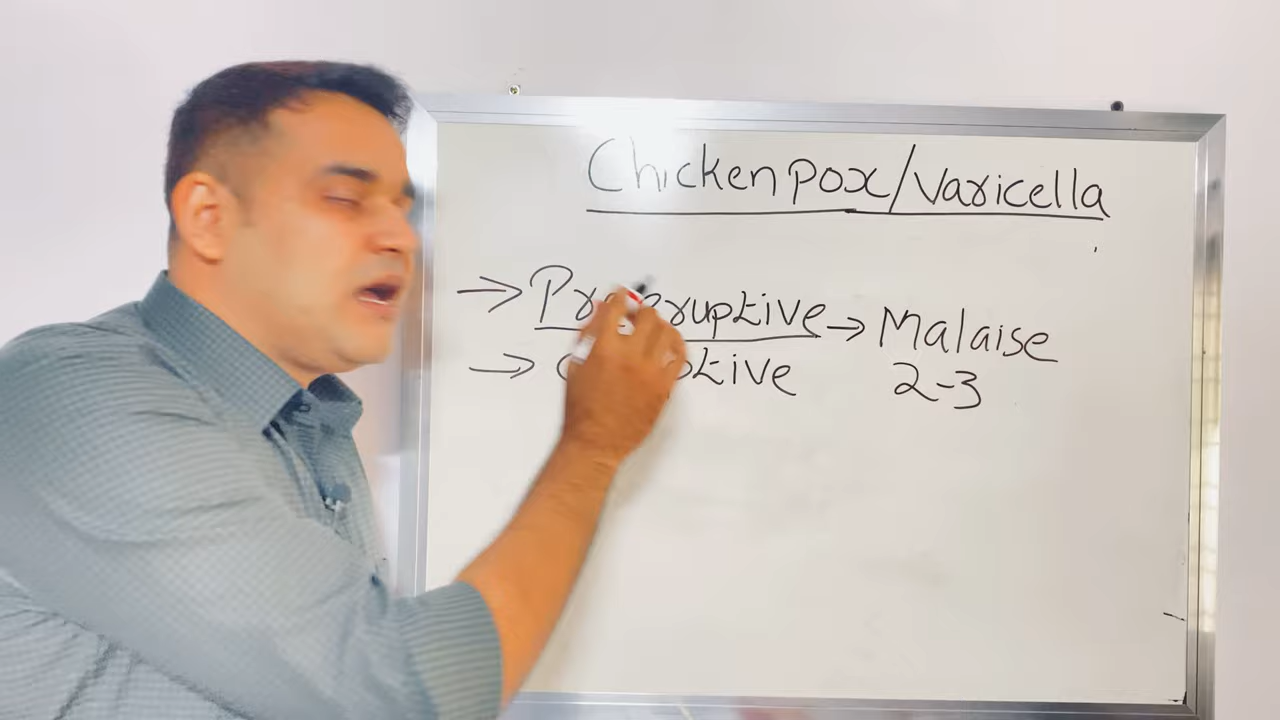 Chicken pox/Varicella
→ Pre eruptive → Malaise
→ eruptive 2-3